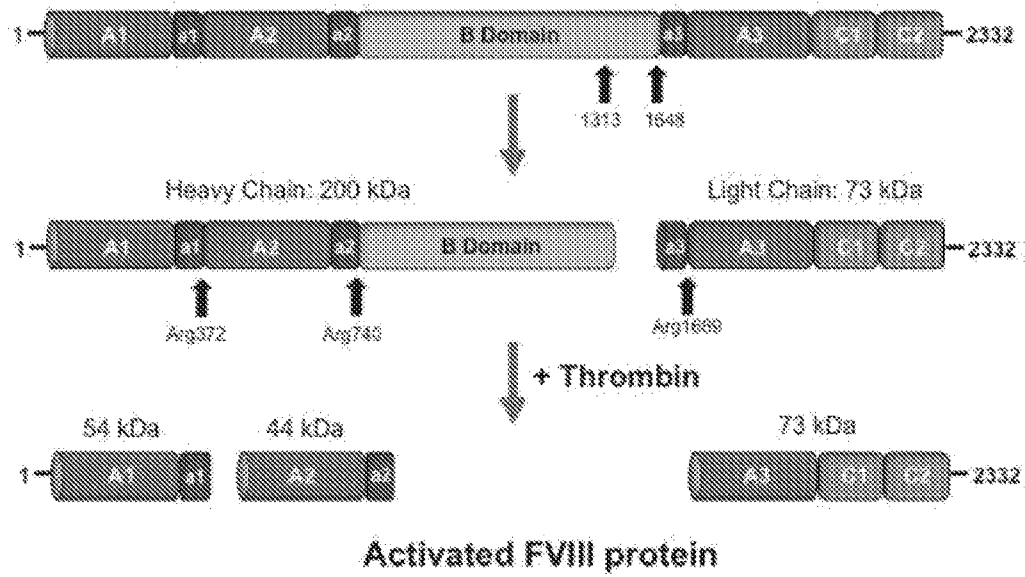 1 A1 a1 A2 a2 B Domain a3 A3 C1 C2 2332
1313 1648
Heavy Chain: 200 kDa Light Chain: 73 kDa
1 A1 a1 A2 a2 B Domain a3 A3 C1 C2 2332
Arg372 Arg740 Arg1689
+ Thrombin
54 kDa 44 kDa 73 kDa
1 A1 a1 A2 a2 A3 C1 C2 2332
Activated FVIII protein